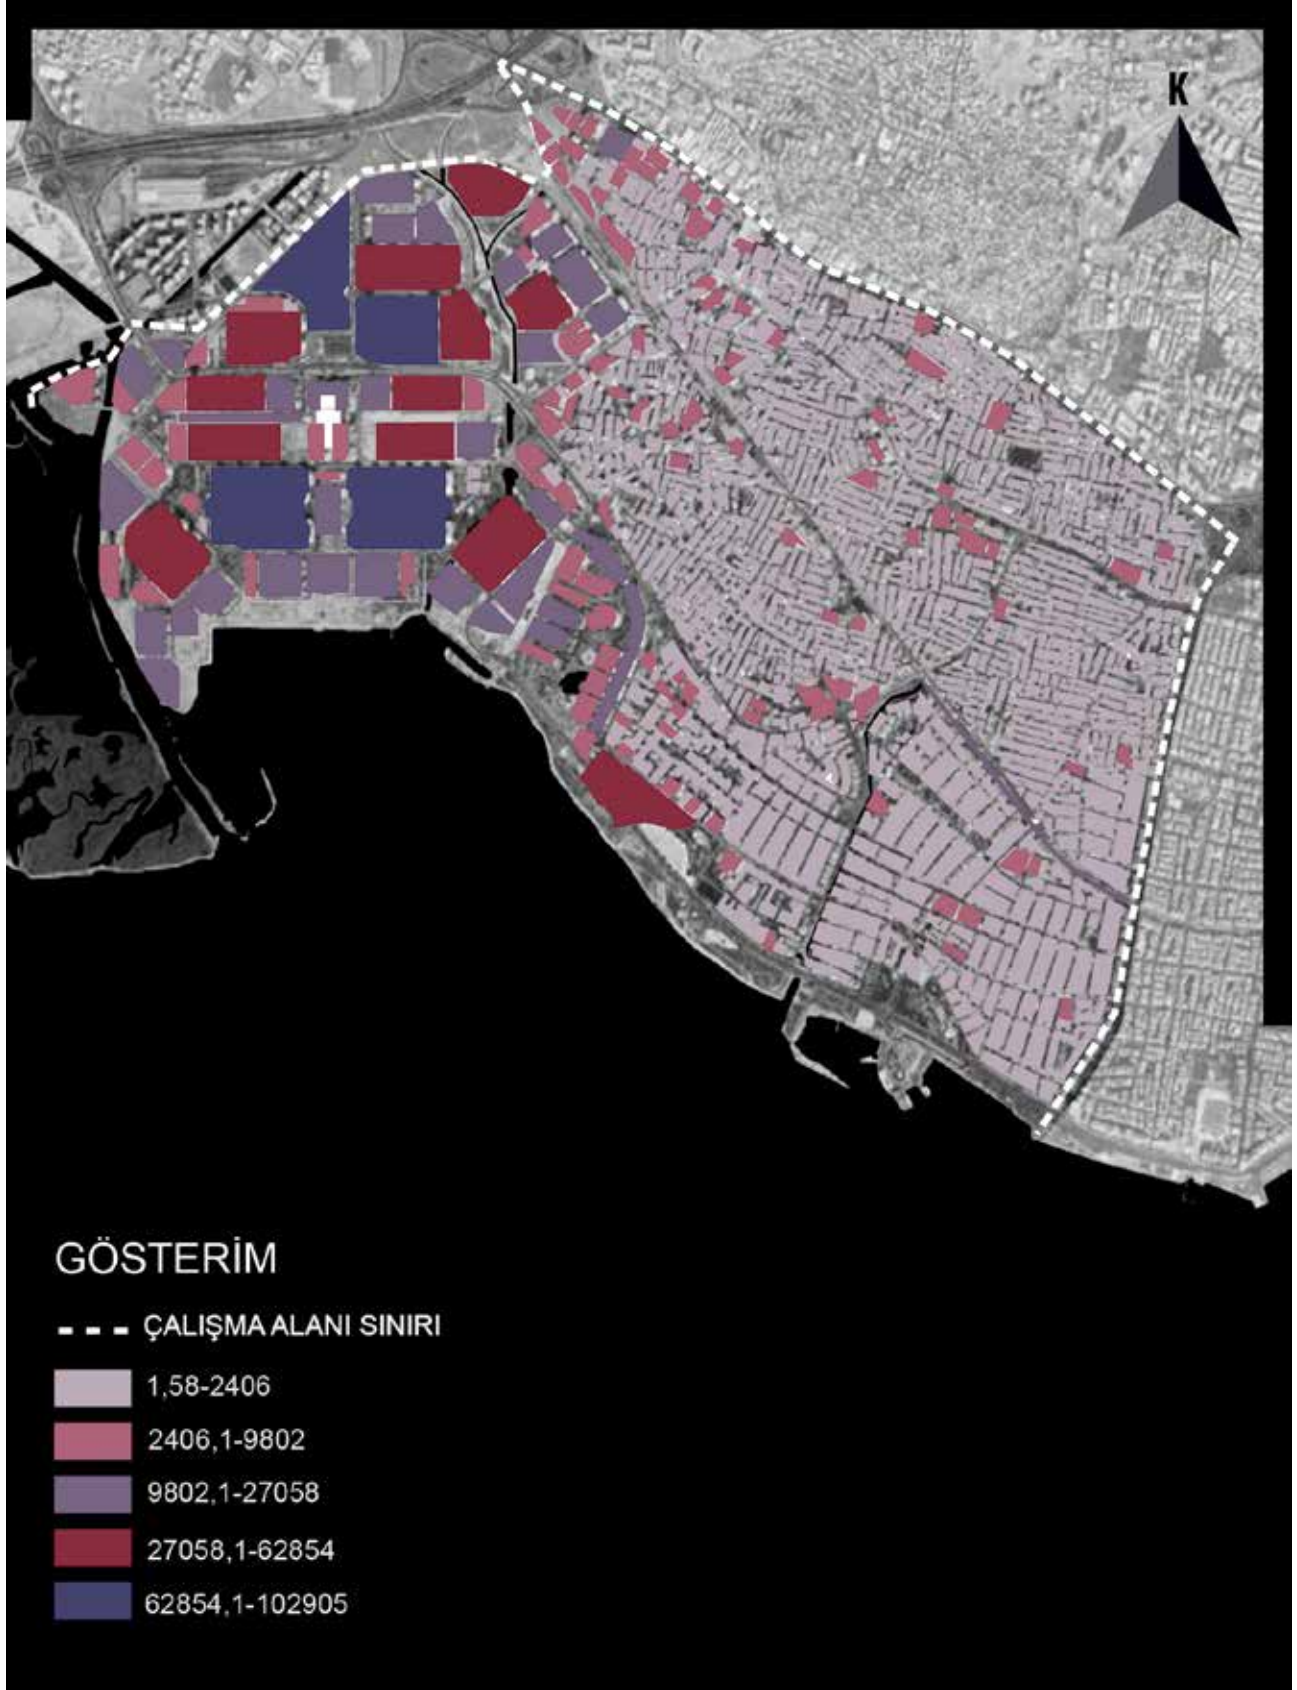 K
GÖSTERİM
ÇALIŞMA ALANI SINIRI
1,58-2406
2406,1-9802
9802,1-27058
27058,1-62854
62854,1-102905